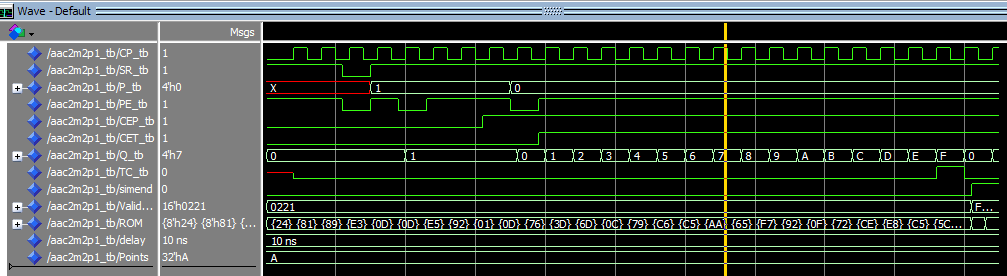 Wave - Default
Msgs
/aac2m2p1_tb/CP_tb 1
/aac2m2p1_tb/SR_tb 1
/aac2m2p1_tb/P_tb 4'h0 X 1 0
/aac2m2p1_tb/PE_tb 1
/aac2m2p1_tb/CEP_tb 1
/aac2m2p1_tb/CET_tb 1
/aac2m2p1_tb/Q_tb 4'h7 0 1 0 1 2 3 4 5 6 7 8 9 A B C D E F 0
/aac2m2p1_tb/TC_tb 0
/aac2m2p1_tb/simend 0
/aac2m2p1_tb/Valid... 16'h0221 0221 F...
/aac2m2p1_tb/ROM {8'h24} {8'h81} {... {24} {81} {89} {E3} {0D} {0D} {E5} {92} {01} {0D} {76} {3D} {6D} {0C} {79} {C6} {C5} {AA} {65} {F7} {92} {0F} {72} {CE} {E8} {C5} {5C...
/aac2m2p1_tb/delay 10 ns 10 ns
/aac2m2p1_tb/Points 32'hA A